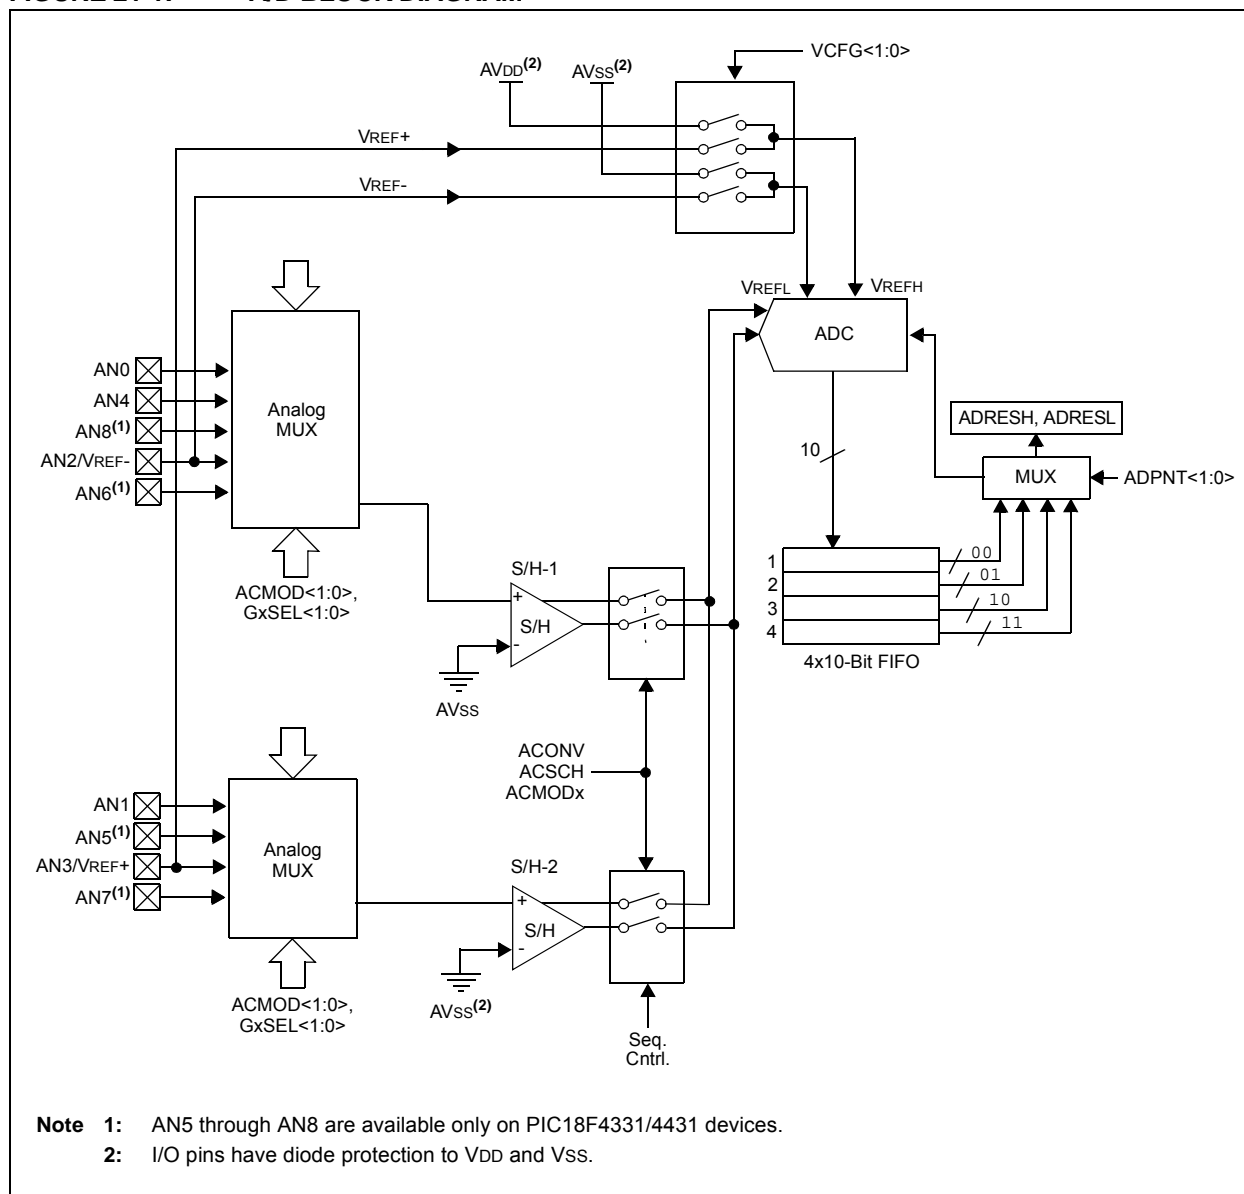 VCFG<1:0>
AVDD(2)
AVSS(2)
VREF+
VREF-
VREFL
VREFH
ADC
AN0
AN4
AN8(1)
AN2/VREF-
AN6(1)
Analog
MUX
ADRESH, ADRESL
10
MUX
ADPNT<1:0>
ACMOD<1:0>,
GxSEL<1:0>
S/H-1
+
S/H
-
AVSS
1
2
3
4
00
01
10
11
4x10-Bit FIFO
ACONV
ACSCH
ACMODx
AN1
AN5(1)
AN3/VREF+
AN7(1)
Analog
MUX
S/H-2
+
S/H
-
AVSS(2)
ACMOD<1:0>,
GxSEL<1:0>
Seq.
Cntrl.
Note 1: AN5 through AN8 are available only on PIC18F4331/4431 devices.
2: I/O pins have diode protection to VDD and VSS.